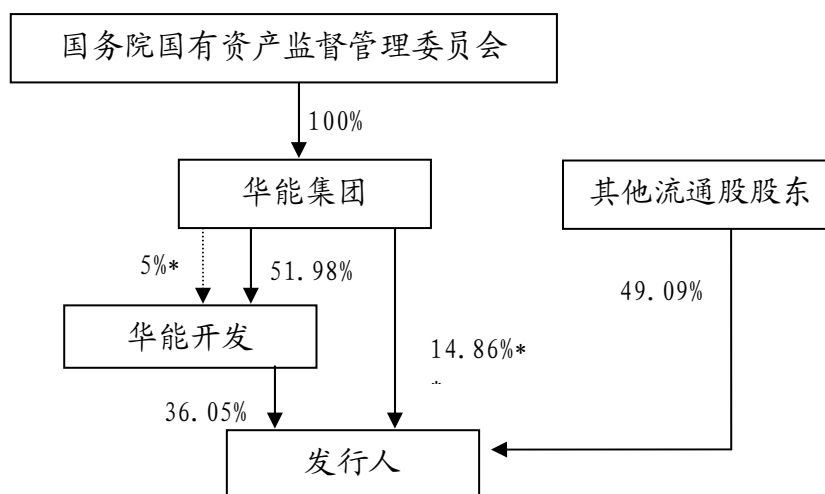 国务院国有资产监督管理委员会
100%
华能集团
其他流通股股东
5%*
51.98%
49.09%
华能开发
14.86%*
*
36.05%
发行人